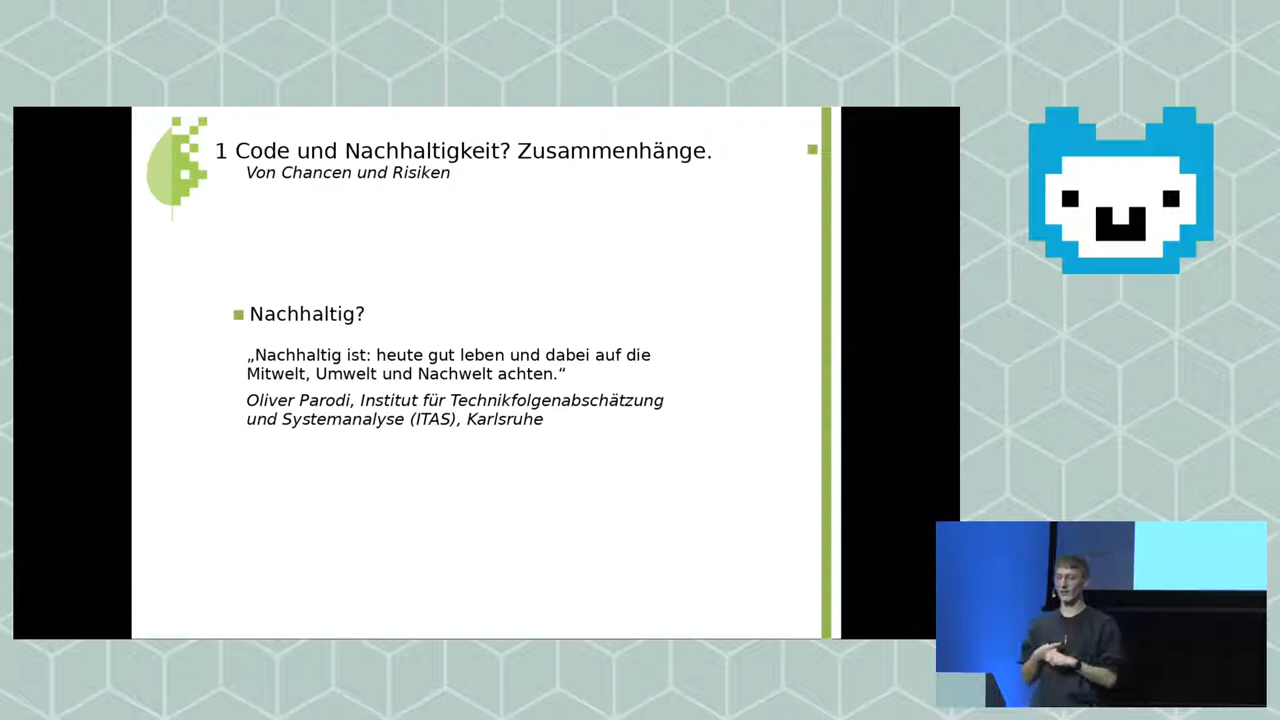 1 Code und Nachhaltigkeit? Zusammenhänge.
Von Chancen und Risiken
Nachhaltig?
„Nachhaltig ist: heute gut leben und dabei auf die
Mitwelt, Umwelt und Nachwelt achten.“
Oliver Parodi, Institut für Technikfolgenabschätzung
und Systemanalyse (ITAS), Karlsruhe